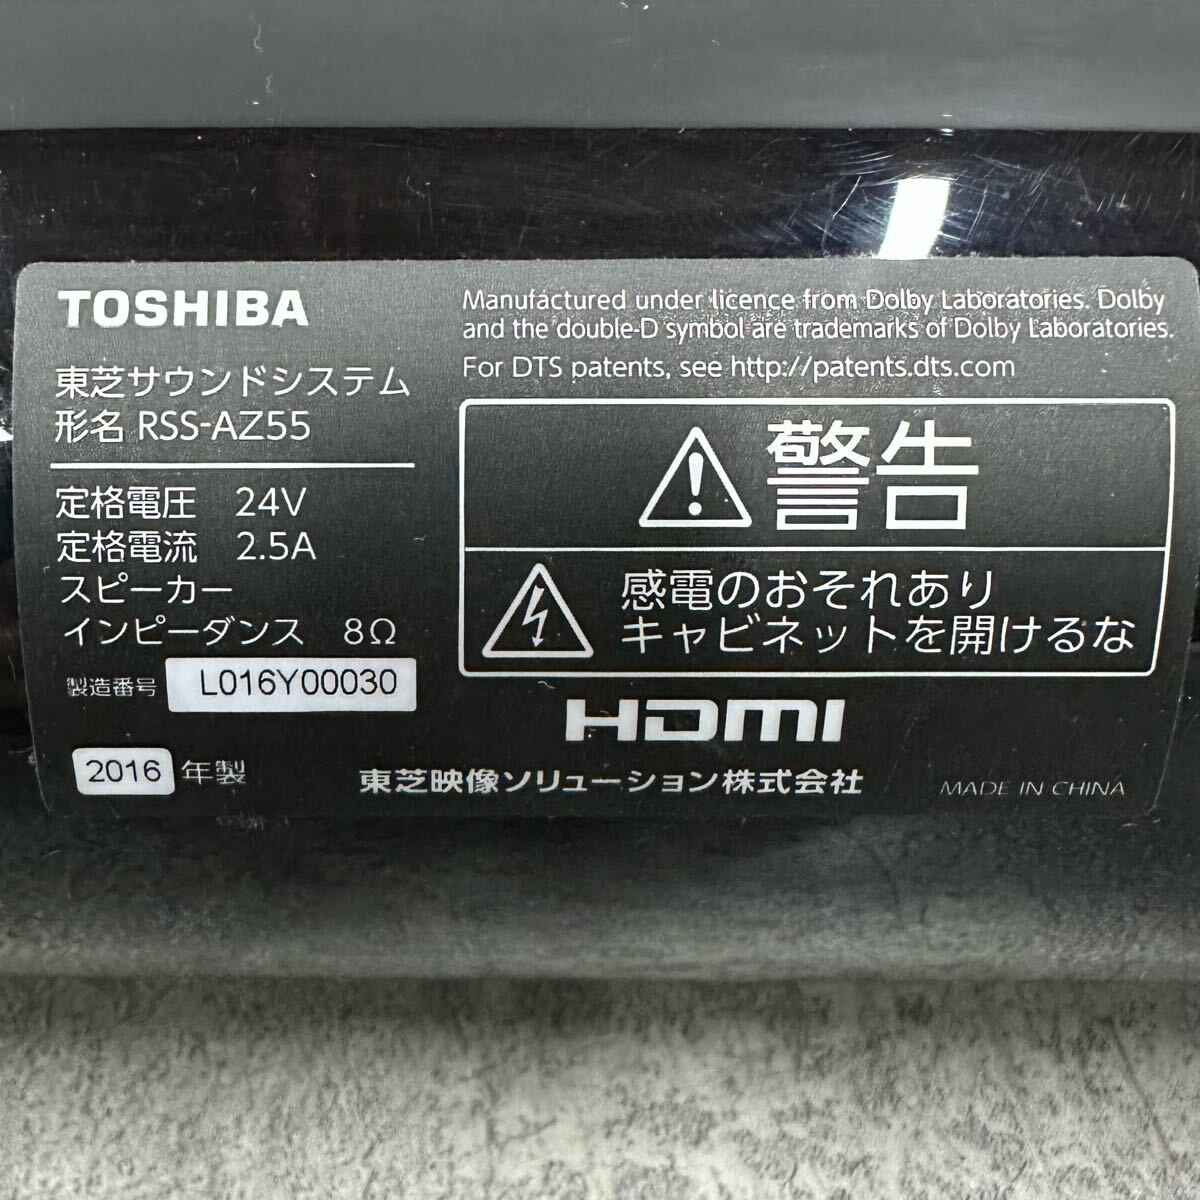 TOSHIBA
東芝サウンドシステム
形名 RSS-AZ55
定格電圧 24V
定格電流 2.5A
スピーカー
インピーダンス 8Ω
製造番号 L016Y00030
2016 年製
Manufactured under licence from Dolby Laboratories. Dolby
and the double-D symbol are trademarks of Dolby Laboratories.
For DTS patents, see http://patents.dts.com
警告
感電のおそれあり
キャビネットを開けるな
HDMI
東芝映像ソリューション株式会社
MADE IN CHINA